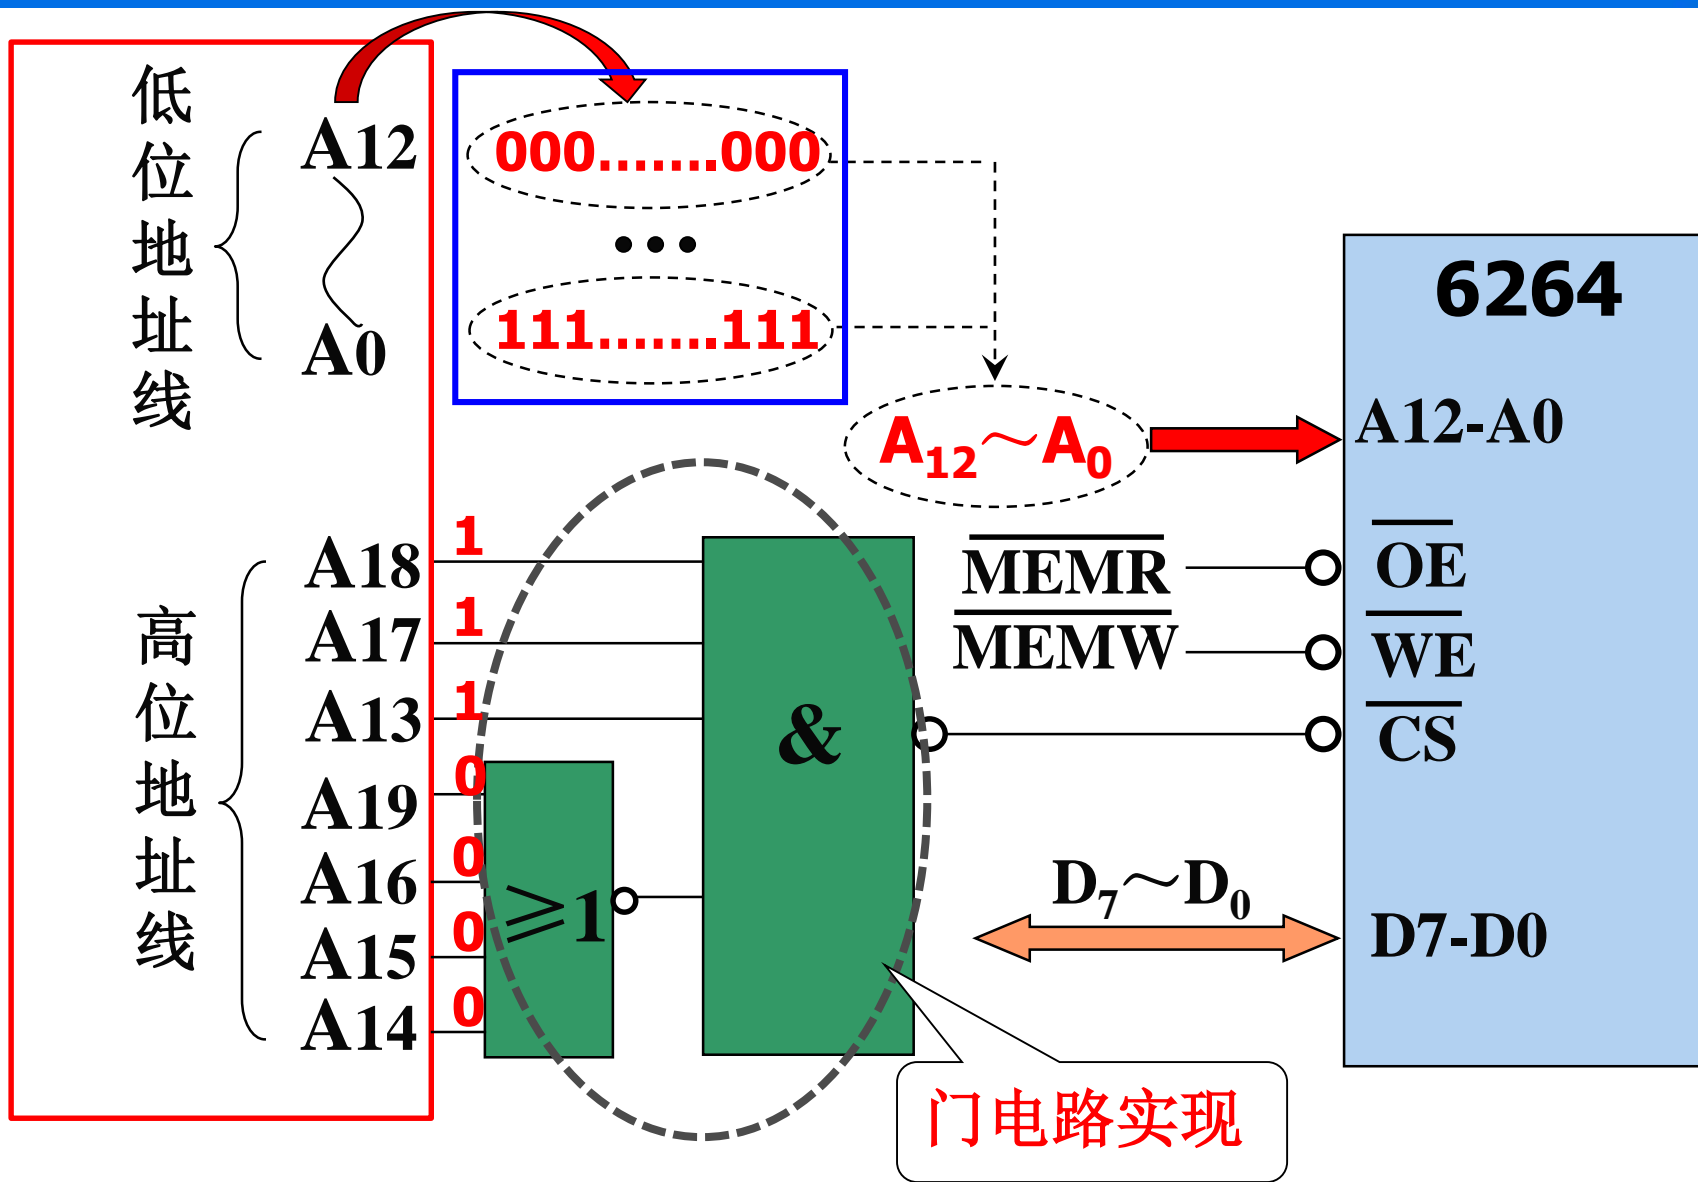 低位地址线
A12
A0
000.......000
•••
111.......111
A12～A0
6264
A12-A0
高位地址线
A18 1
A17 1
A13 1
A19 0
A16 0
A15 0
A14 0
≥1
&
MEMR
MEMW
OE
WE
CS
D7～D0
D7-D0
门电路实现